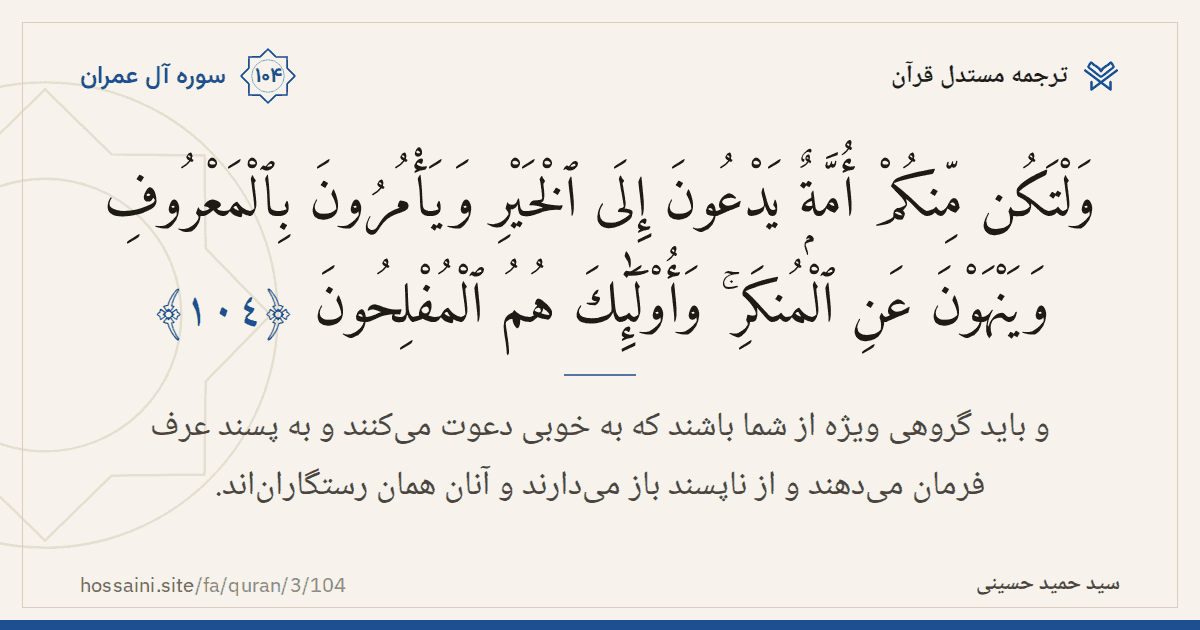 ترجمه مستدل قرآن
سوره آل عمران ۱۰۴
وَلْتَكُن مِّنكُمْ أُمَّةٌ يَدْعُونَ إِلَى ٱلْخَيْرِ وَيَأْمُرُونَ بِٱلْمَعْرُوفِ
وَيَنْهَوْنَ عَنِ ٱلْمُنكَرِ ۚ وَأُو۟لَٰٓئِكَ هُمُ ٱلْمُفْلِحُونَ ﴿١٠٤﴾
و باید گروهی ویژه از شما باشند که به خوبی دعوت می‌کنند و به پسند عرف
فرمان می‌دهند و از ناپسند باز می‌دارند و آنان همان رستگاران‌اند.
سید حمید حسینی
hossaini.site/fa/quran/3/104